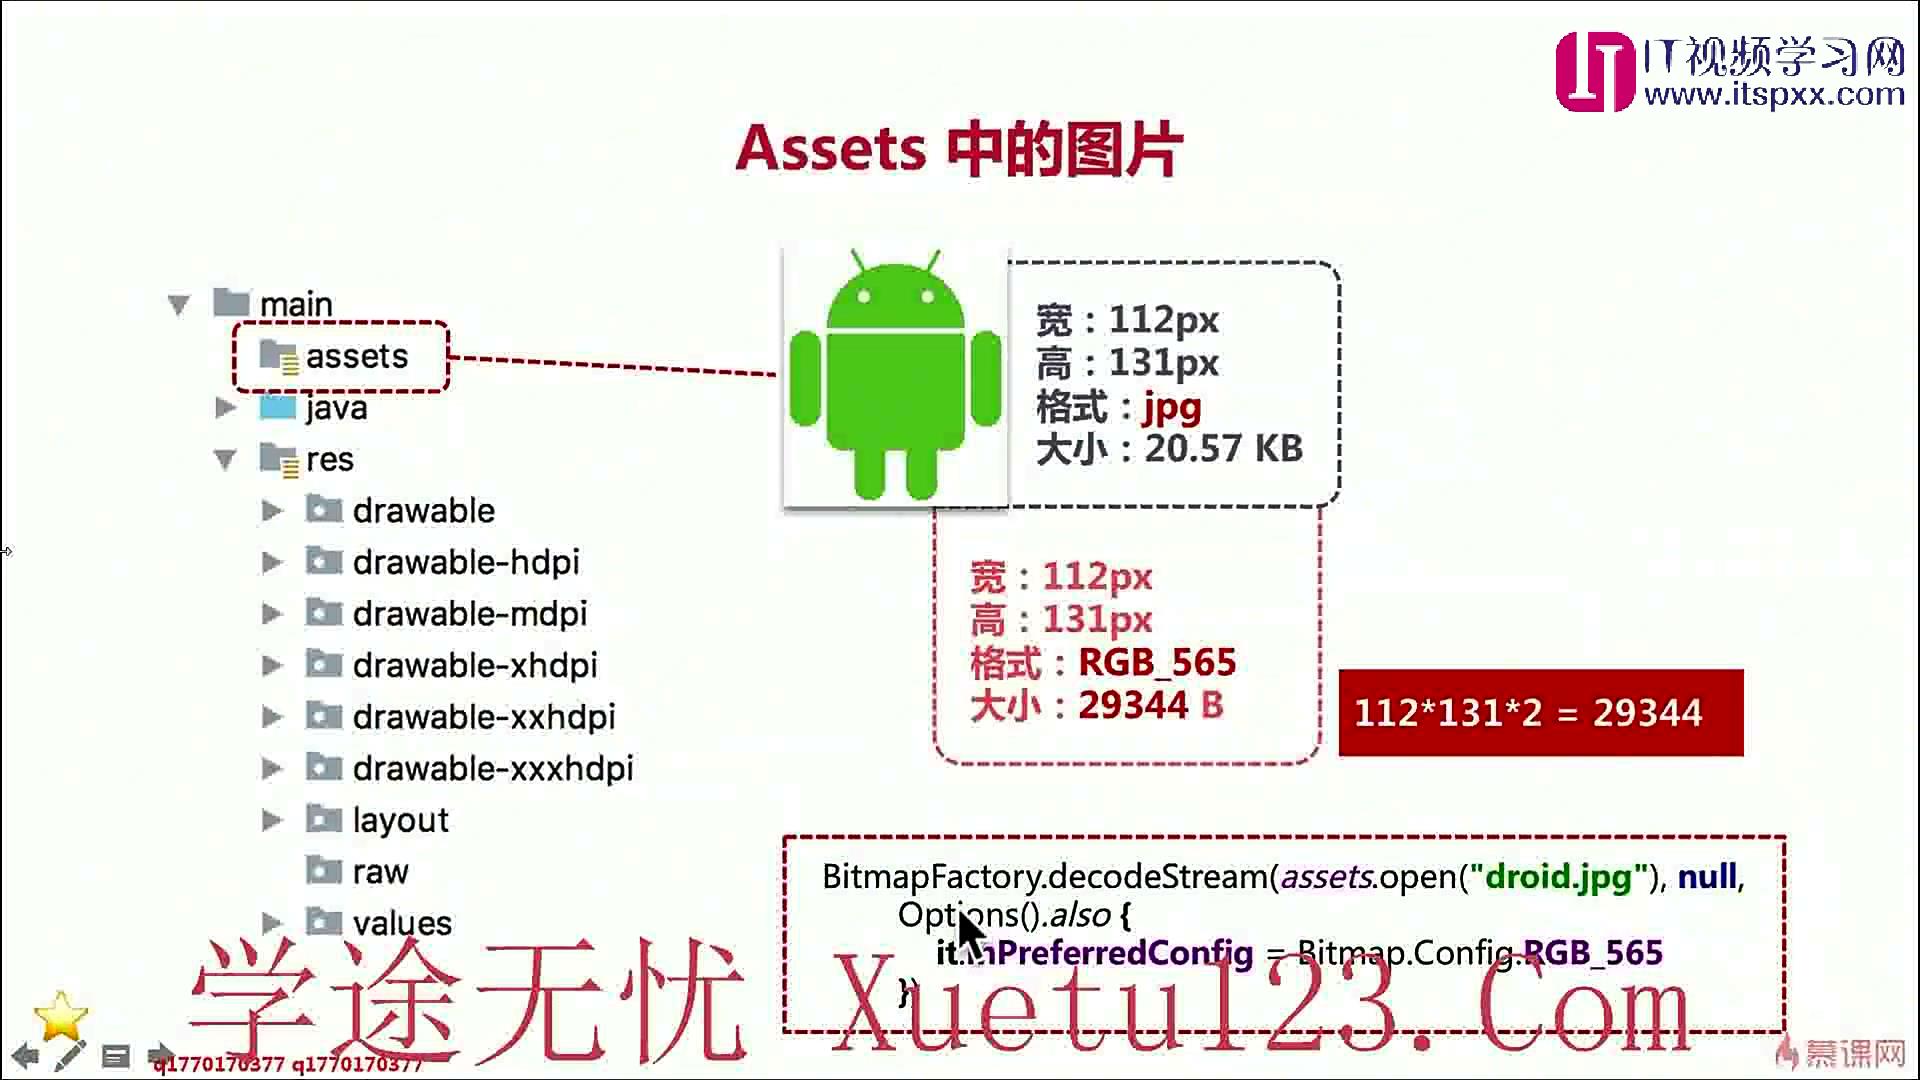 IT视频学习网
www.itspxx.com
Assets 中的图片
main
assets
java
res
drawable
drawable-hdpi
drawable-mdpi
drawable-xhdpi
drawable-xxhdpi
drawable-xxxhdpi
layout
raw
values
宽：112px
高：131px
格式：jpg
大小：20.57 KB
宽：112px
高：131px
格式：RGB_565
大小：29344 B
112*131*2 = 29344
BitmapFactory.decodeStream(assets.open("droid.jpg"), null,
Options().also {
it.inPreferredConfig = Bitmap.Config.RGB_565
})
学途无忧 Xuetu123.Com
q1770170377 q1770170377
慕课网